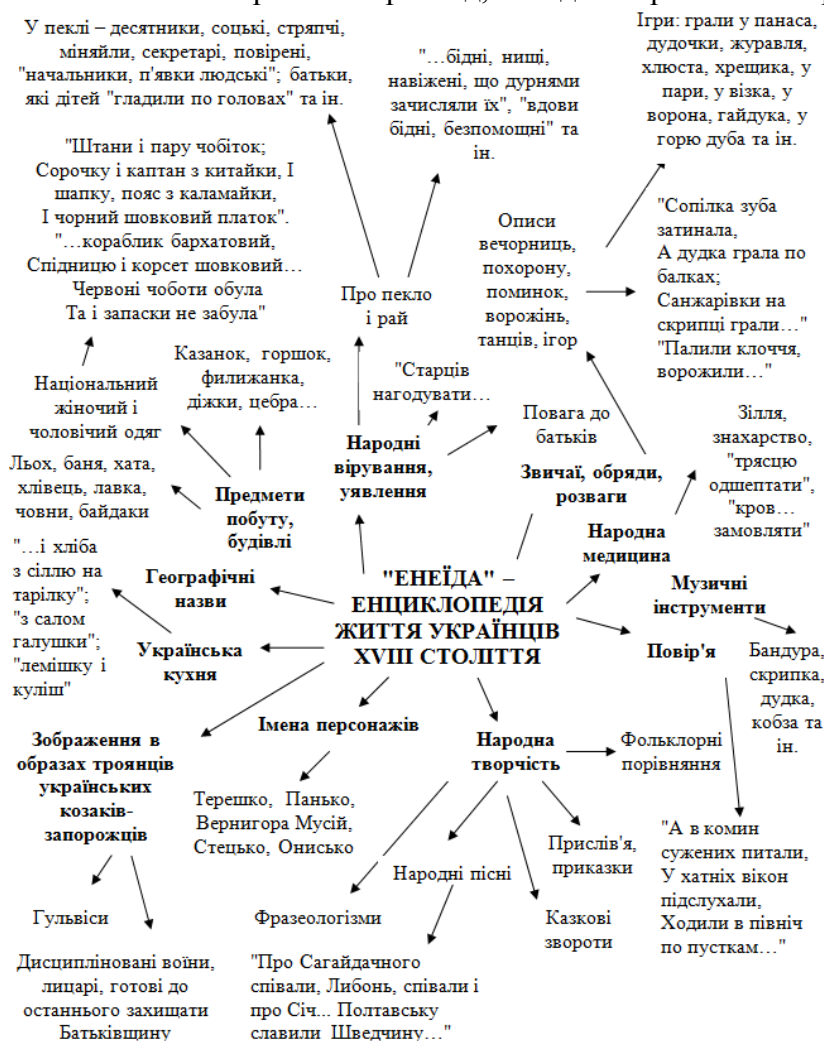 У пеклі – десятники, соцькі, стряпчі,
міняйли, секретарі, повірені,
"начальники, п'явки людські"; батьки,
які дітей "гладили по головах" та ін.
"…бідні, нищі,
навіжені, що дурнями
зачисляли їх", "вдови
бідні, безпомощні" та
ін.
Ігри: грали у панаса,
дудочки, журавля,
хлюста, хрещика, у
пари, у візка, у
ворона, гайдука, у
горю дуба та ін.
"Штани і пару чобіток;
Сорочку і каптан з китайки, І
шапку, пояс з каламайки,
І чорний шовковий платок".
"…кораблик бархатовий,
Спідницю і корсет шовковий…
Червоні чоботи обула
Та і запаски не забула"
Про пекло
і рай
Описи
вечорниць,
похорону,
поминок,
ворожінь,
танців, ігор
"Сопілка зуба
затинала,
А дудка грала по
балках;
Санжарівки на
скрипці грали…"
"Палили клоччя,
ворожили…"
Національний
жіночий і
чоловічий одяг
Казанок, горшок,
филижанка,
діжки, цебра…
"Старців
нагодувати…
Повага до
батьків
Зілля,
знахарство,
"трясцю
одшептати",
"кров…
замовляти"
Льох, баня, хата,
хлівець, лавка,
човни, байдаки
Предмети
побуту,
будівлі
Народні
вірування,
уявлення
Звичаї, обряди,
розваги
Народна
медицина
"…і хліба
з сіллю на
тарілку";
"з салом
галушки";
"лемішку і
куліш"
Географічні
назви
Українська
кухня
"ЕНЕЇДА" –
ЕНЦИКЛОПЕДІЯ
ЖИТТЯ УКРАЇНЦІВ
XVIII СТОЛІТТЯ
Музичні
інструменти
Повір'я
Бандура,
скрипка,
дудка,
кобза та
ін.
Зображення в
образах троянців
українських
козаків-
запорожців
Імена персонажів
Народна
творчість
Фольклорні
порівняння
Терешко, Панько,
Вернигора Мусій,
Стецько, Онисько
Народні пісні
Прислів'я,
приказки
"А в комин
сужених питали,
У хатніх вікон
підслухали,
Ходили в північ
по пусткам…"
Гульвіси
Фразеологізми
Казкові
звороти
Дисципліновані воїни,
лицарі, готові до
останнього захищати
Батьківщину
"Про Сагайдачного
співали, Либонь, співали і
про Січ... Полтавську
славили Шведчину…"